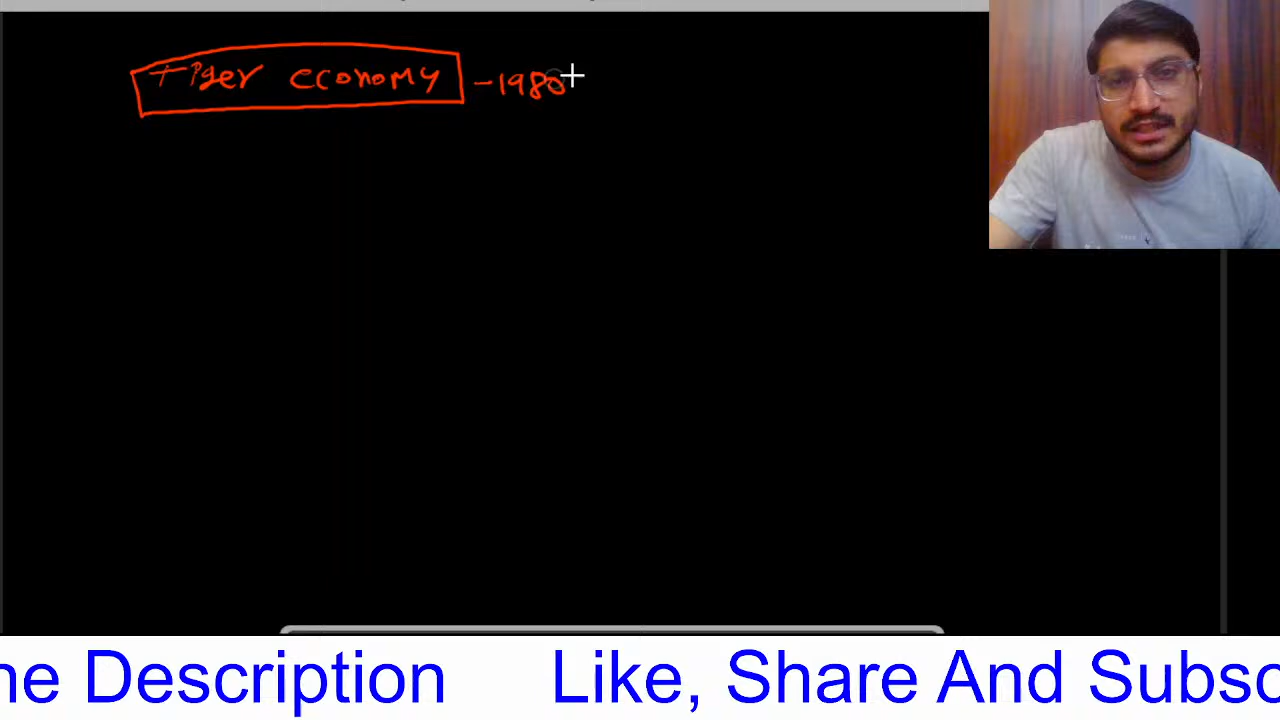 Tiger economy - 1980
ne Description Like, Share And Subsc